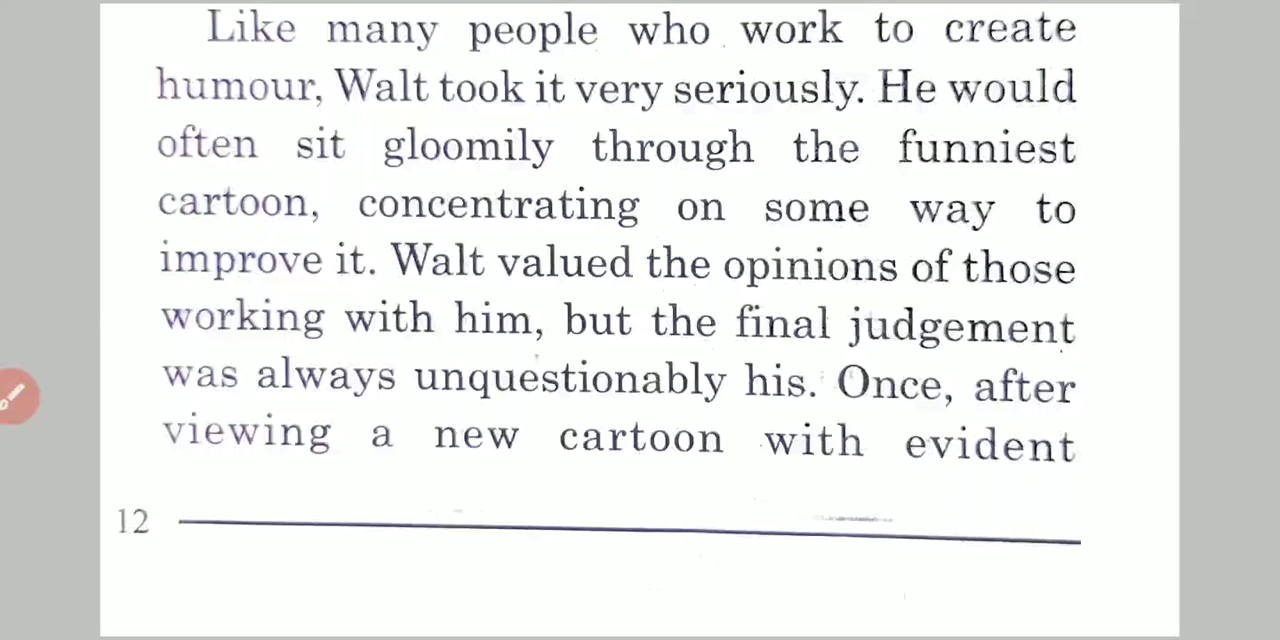 Like many people who work to create
humour, Walt took it very seriously. He would
often sit gloomily through the funniest
cartoon, concentrating on some way to
improve it. Walt valued the opinions of those
working with him, but the final judgement
was always unquestionably his. Once, after
viewing a new cartoon with evident
12